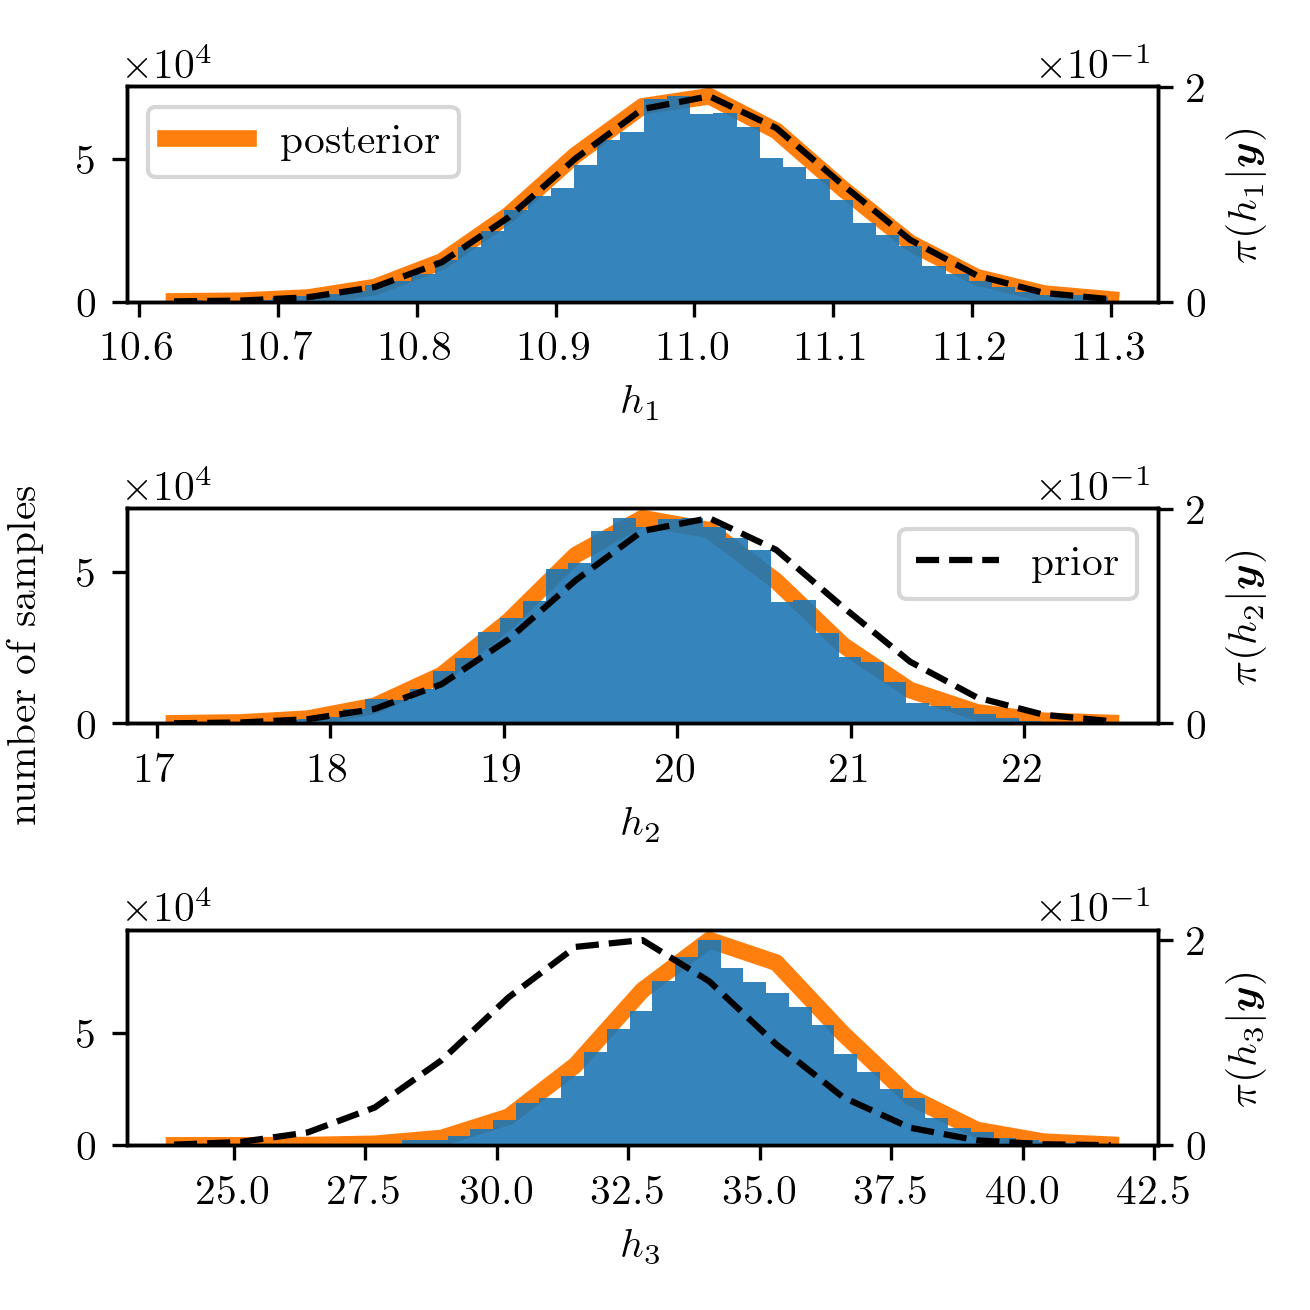 ×10⁴ ×10⁻¹
5
0
2
0
posterior
10.6 10.7 10.8 10.9 11.0 11.1 11.2 11.3
h₁
π(h₁|y)
number of samples
×10⁴ ×10⁻¹
5
0
2
0
prior
17 18 19 20 21 22
h₂
π(h₂|y)
×10⁴ ×10⁻¹
5
0
2
0
25.0 27.5 30.0 32.5 35.0 37.5 40.0 42.5
h₃
π(h₃|y)